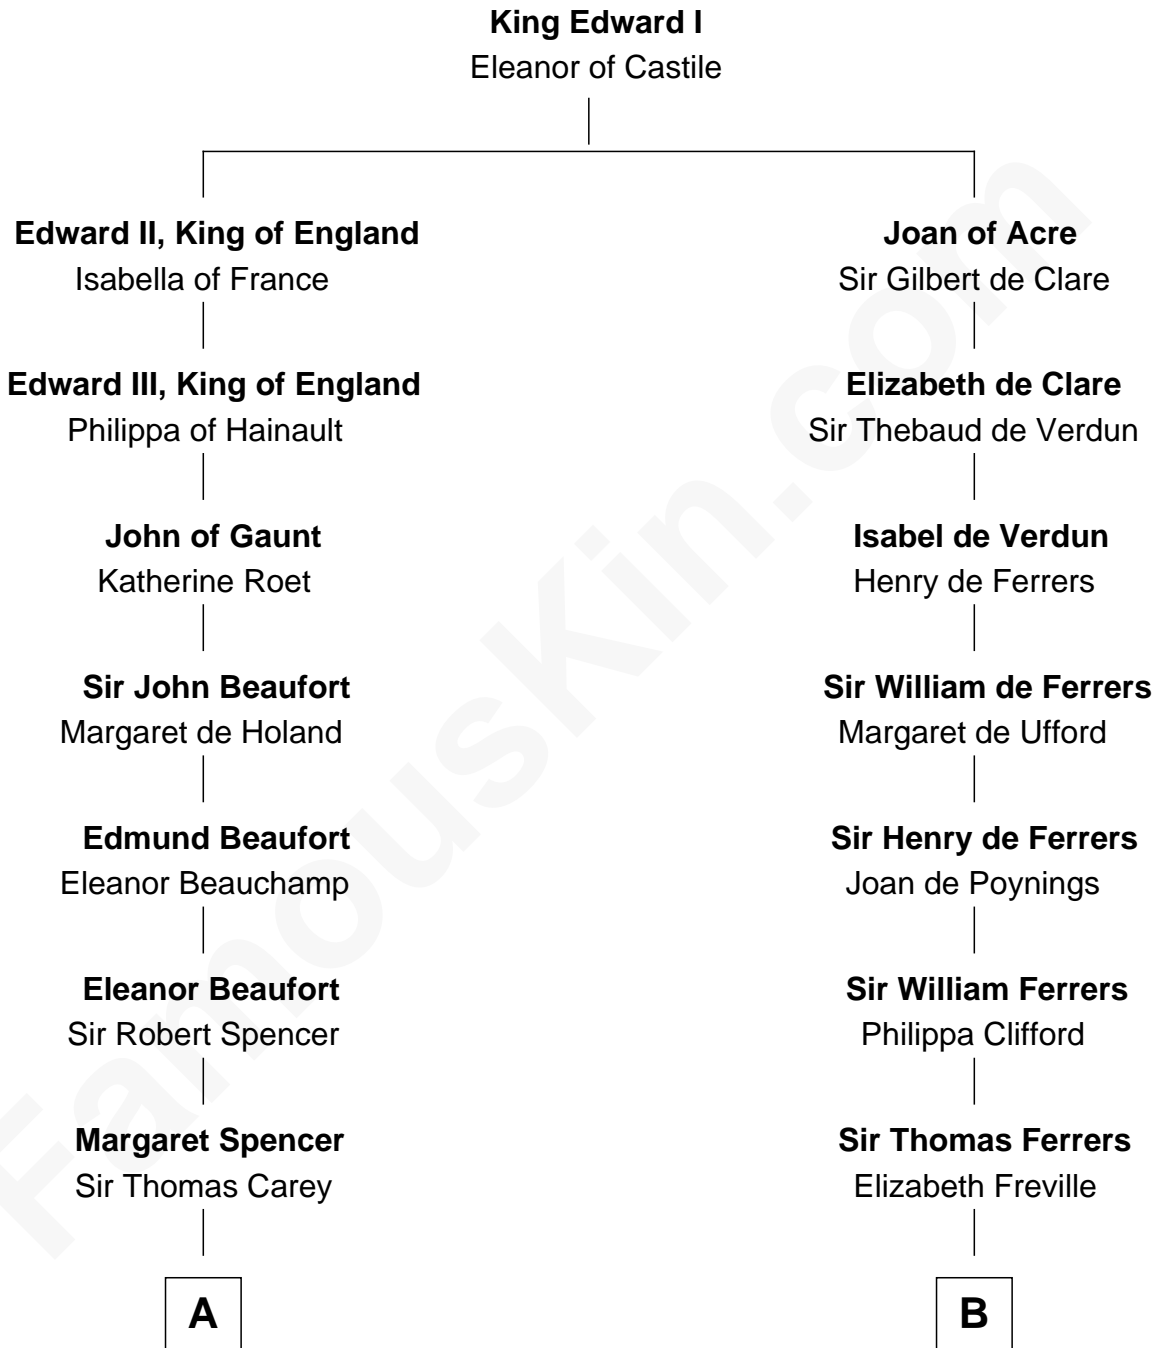 King Edward I
Eleanor of Castile
Edward II, King of England
Isabella of France
Edward III, King of England
Philippa of Hainault
John of Gaunt
Katherine Roet
Sir John Beaufort
Margaret de Holand
Edmund Beaufort
Eleanor Beauchamp
Eleanor Beaufort
Sir Robert Spencer
Margaret Spencer
Sir Thomas Carey
A
Joan of Acre
Sir Gilbert de Clare
Elizabeth de Clare
Sir Thebaud de Verdun
Isabel de Verdun
Henry de Ferrers
Sir William de Ferrers
Margaret de Ufford
Sir Henry de Ferrers
Joan de Poynings
Sir William Ferrers
Philippa Clifford
Sir Thomas Ferrers
Elizabeth Freville
B
FamousKin.com